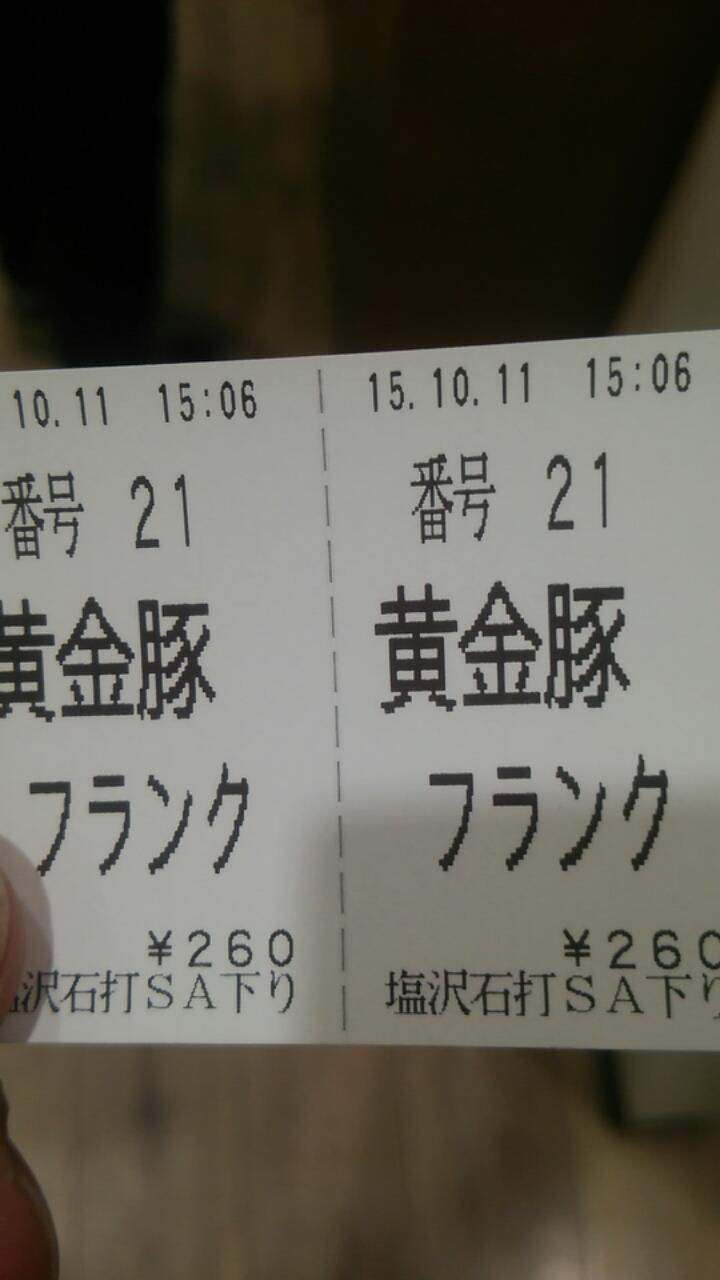 10.11 15:06
番号 21
黄金豚
フランク
¥260
塩沢石打SA下り
15.10.11 15:06
番号 21
黄金豚
フランク
¥260
塩沢石打SA下り